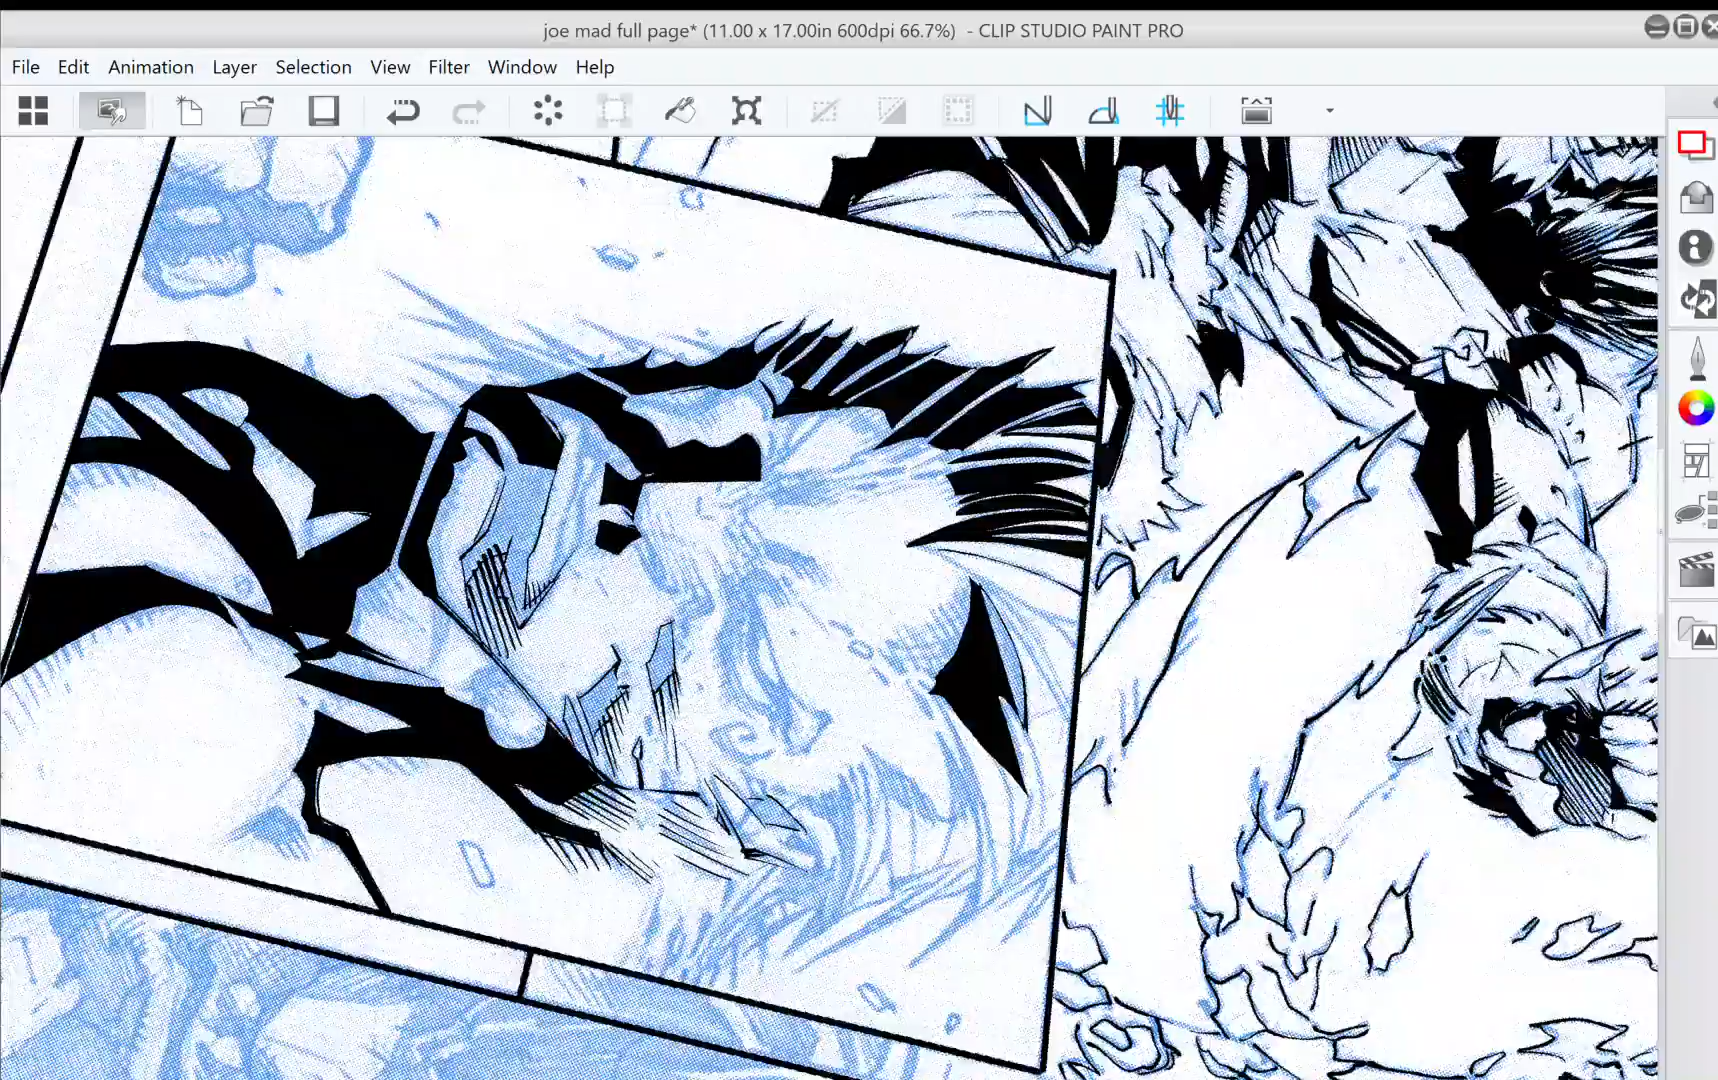 joe mad full page* (11.00 x 17.00in 600dpi 66.7%) - CLIP STUDIO PAINT PRO
File Edit Animation Layer Selection View Filter Window Help